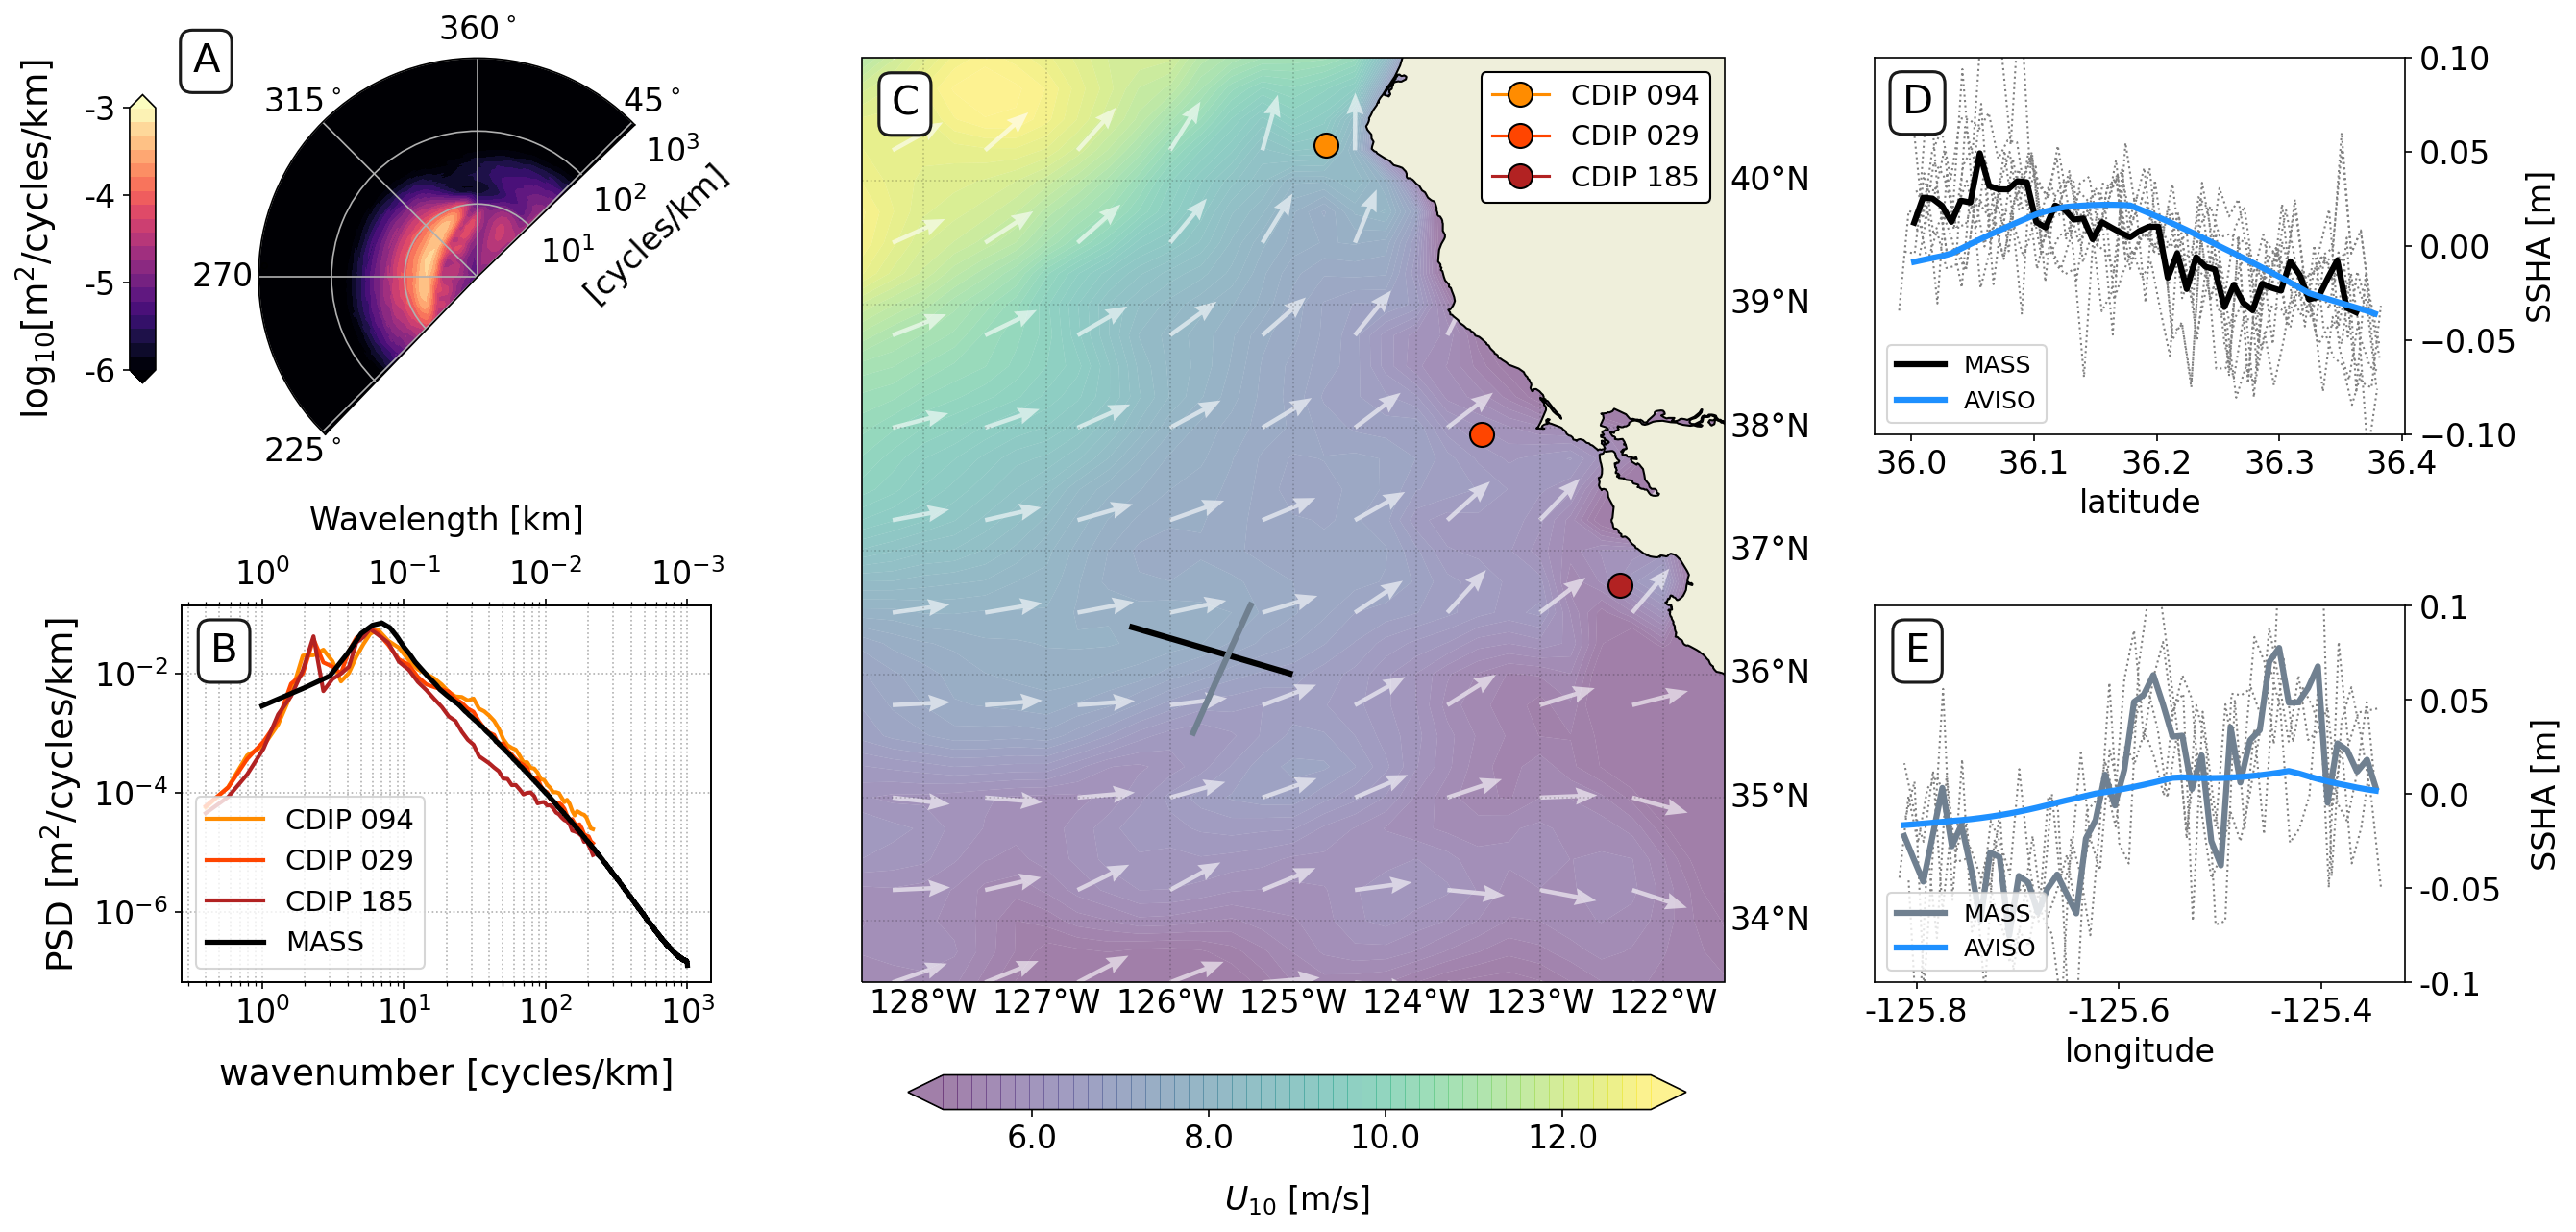 A
360°
315°
45°
270
225°
10³
10²
10¹
[cycles/km]
log₁₀[m²/cycles/km]
-3
-4
-5
-6
Wavelength [km]
10⁰ 10⁻¹ 10⁻² 10⁻³
B
PSD [m²/cycles/km]
10⁻²
10⁻⁴
10⁻⁶
CDIP 094
CDIP 029
CDIP 185
MASS
10⁰ 10¹ 10² 10³
wavenumber [cycles/km]
C
CDIP 094
CDIP 029
CDIP 185
40°N
39°N
38°N
37°N
36°N
35°N
34°N
128°W 127°W 126°W 125°W 124°W 123°W 122°W
6.0 8.0 10.0 12.0
U₁₀ [m/s]
D
0.10
0.05
0.00
−0.05
−0.10
SSHA [m]
MASS
AVISO
36.0 36.1 36.2 36.3 36.4
latitude
E
0.1
0.05
0.0
-0.05
-0.1
SSHA [m]
MASS
AVISO
-125.8 -125.6 -125.4
longitude